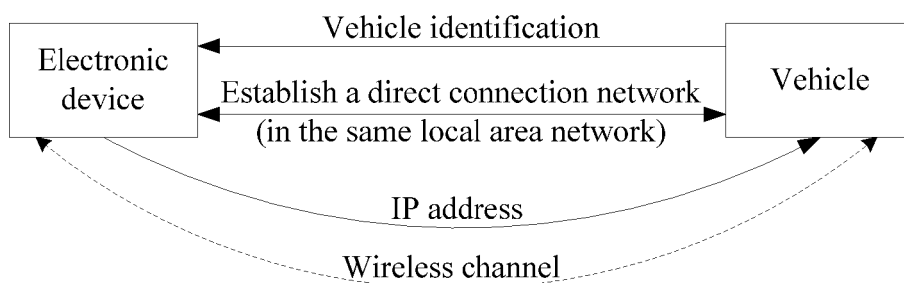 Vehicle identification
Electronic
device
Vehicle
Establish a direct connection network
(in the same local area network)
IP address
Wireless channel